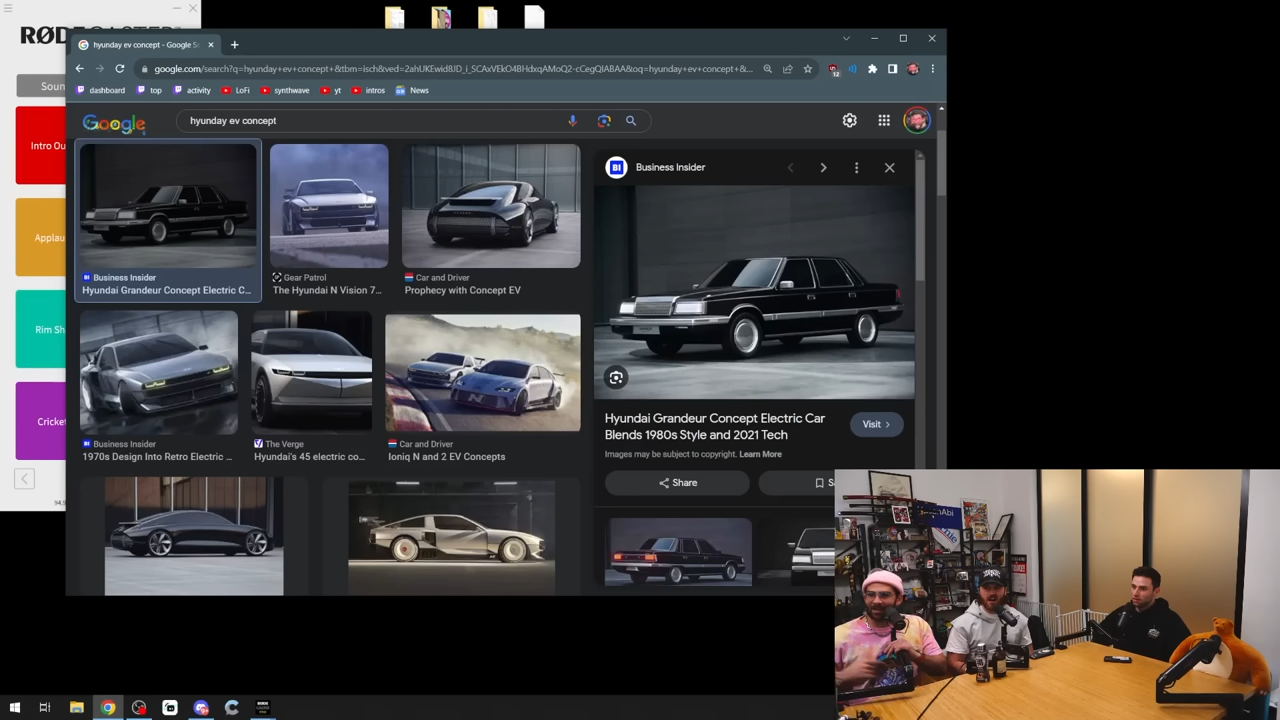 RØDE
Soun
Intro Ou
Applau
Rim Sh
Cricket
hyunday ev concept - Google S
google.com/search?q=hyunday+ev+concept+&tbm=isch&ved=2ahUKEwid8JD_i_SCAxVEkO4BHdxqAMoQ2-cCegQIABAA&oq=hyunday+ev+concept+&...
dashboard
top
activity
LoFi
synthwave
yt
intros
News
12
Google
hyunday ev concept
Business Insider
Hyundai Grandeur Concept Electric C...
Gear Patrol
The Hyundai N Vision 7...
Car and Driver
Prophecy with Concept EV
Business Insider
1970s Design Into Retro Electric ...
The Verge
Hyundai's 45 electric co...
Car and Driver
Ioniq N and 2 EV Concepts
BI
Business Insider
Hyundai Grandeur Concept Electric Car
Blends 1980s Style and 2021 Tech
Visit
Images may be subject to copyright. Learn More
Share